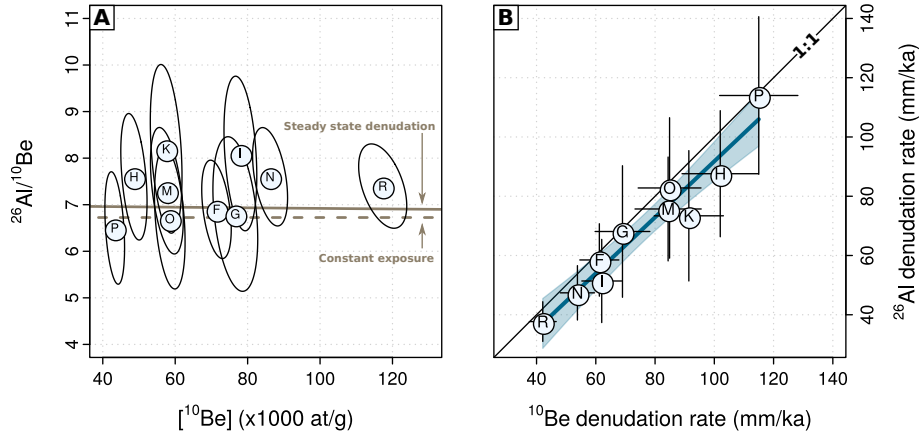 A
11
10
9
8
7
6
5
4
²⁶Al/¹⁰Be
Steady state denudation
Constant exposure
K
H
I
N
R
M
F
G
O
P
40
60
80
100
120
[¹⁰Be] (x1000 at/g)
B
1:1
P
O
H
M
K
G
F
I
N
R
140
120
100
80
60
40
²⁶Al denudation rate (mm/ka)
40
60
80
100
120
140
¹⁰Be denudation rate (mm/ka)